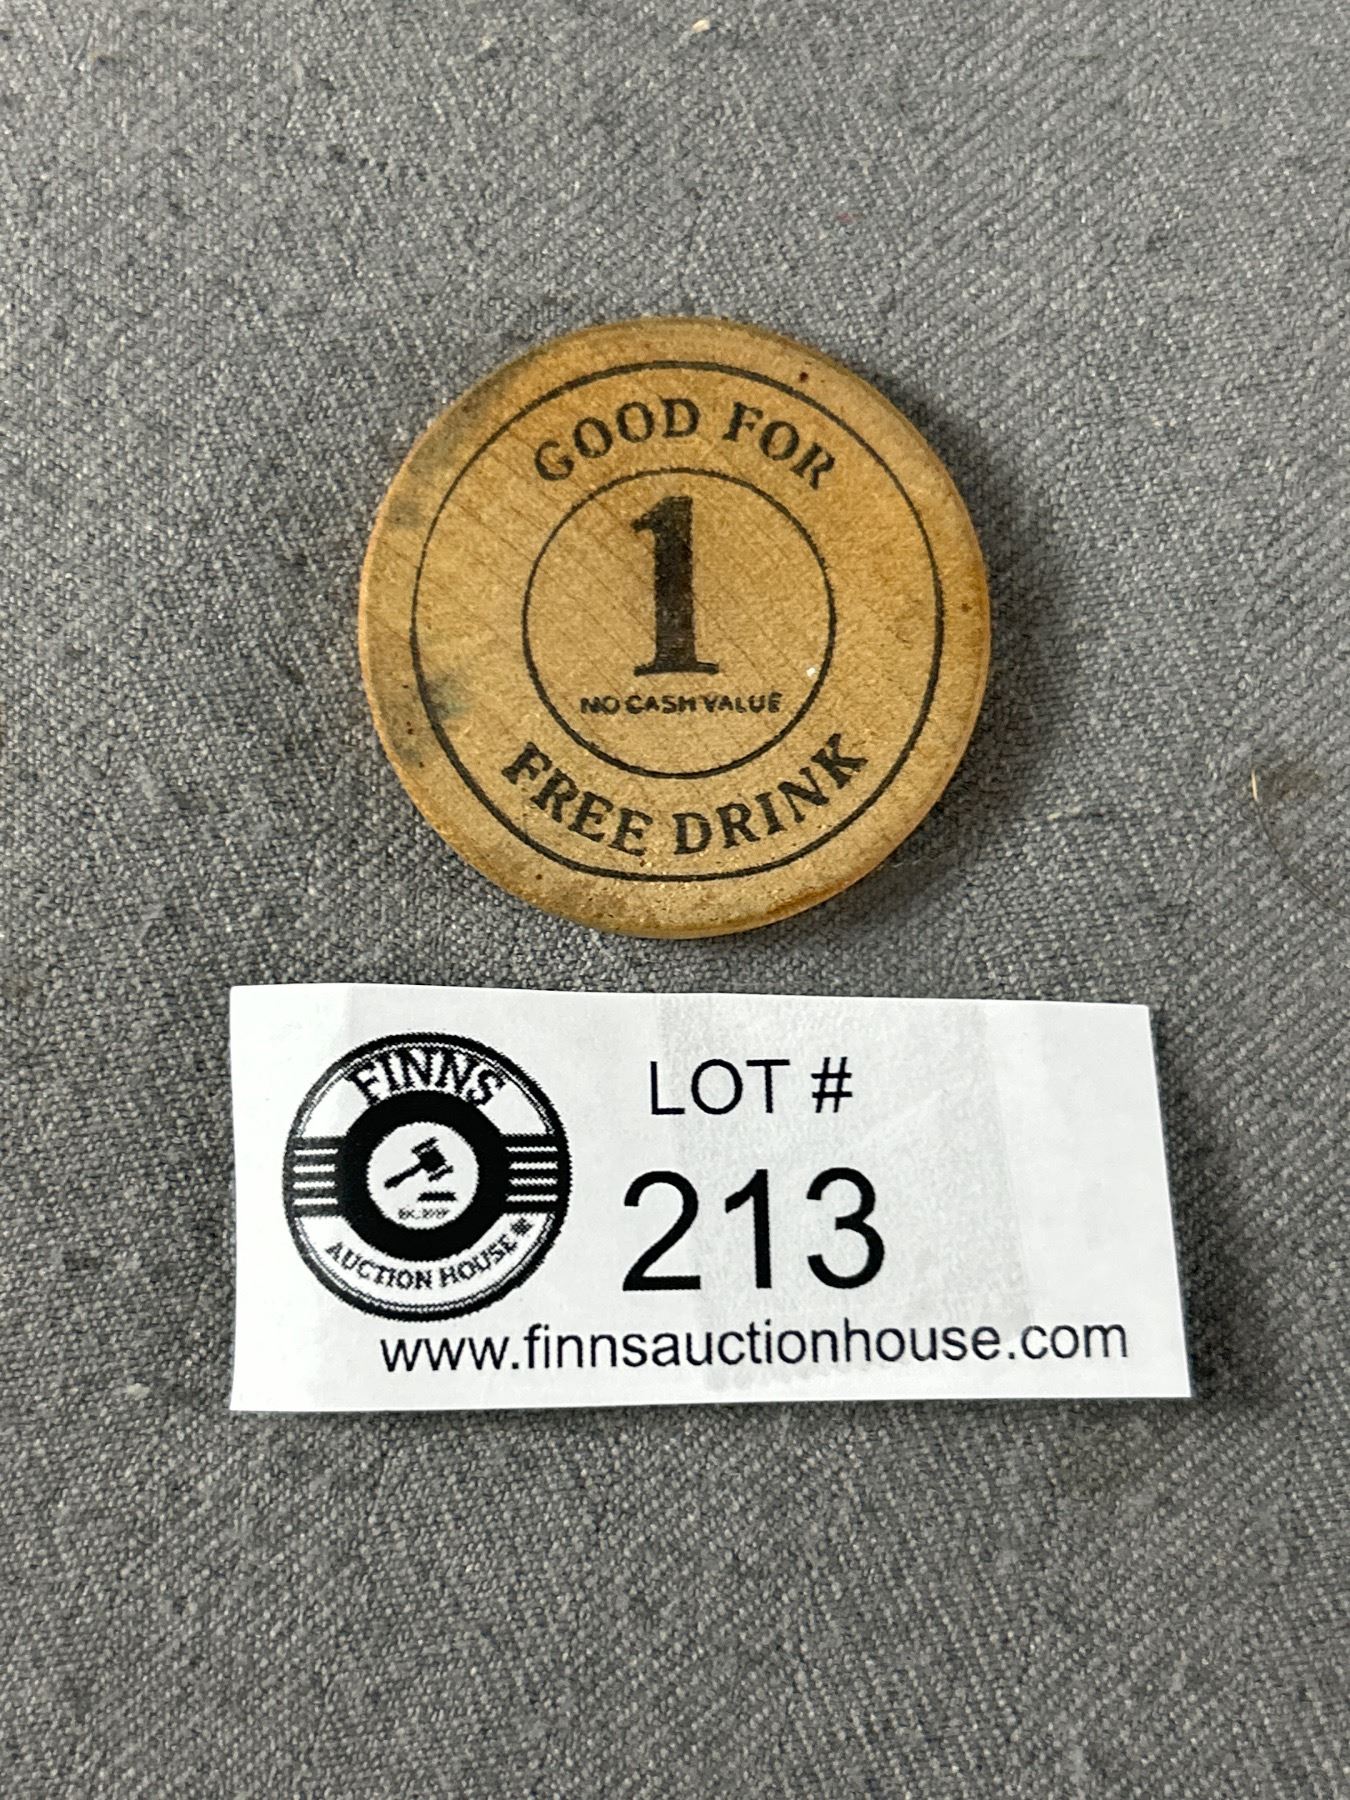 GOOD FOR
1
NO CASH VALUE
FREE DRINK
FINNS
AUCTION HOUSE
LOT #
213
www.finnsauctionhouse.com